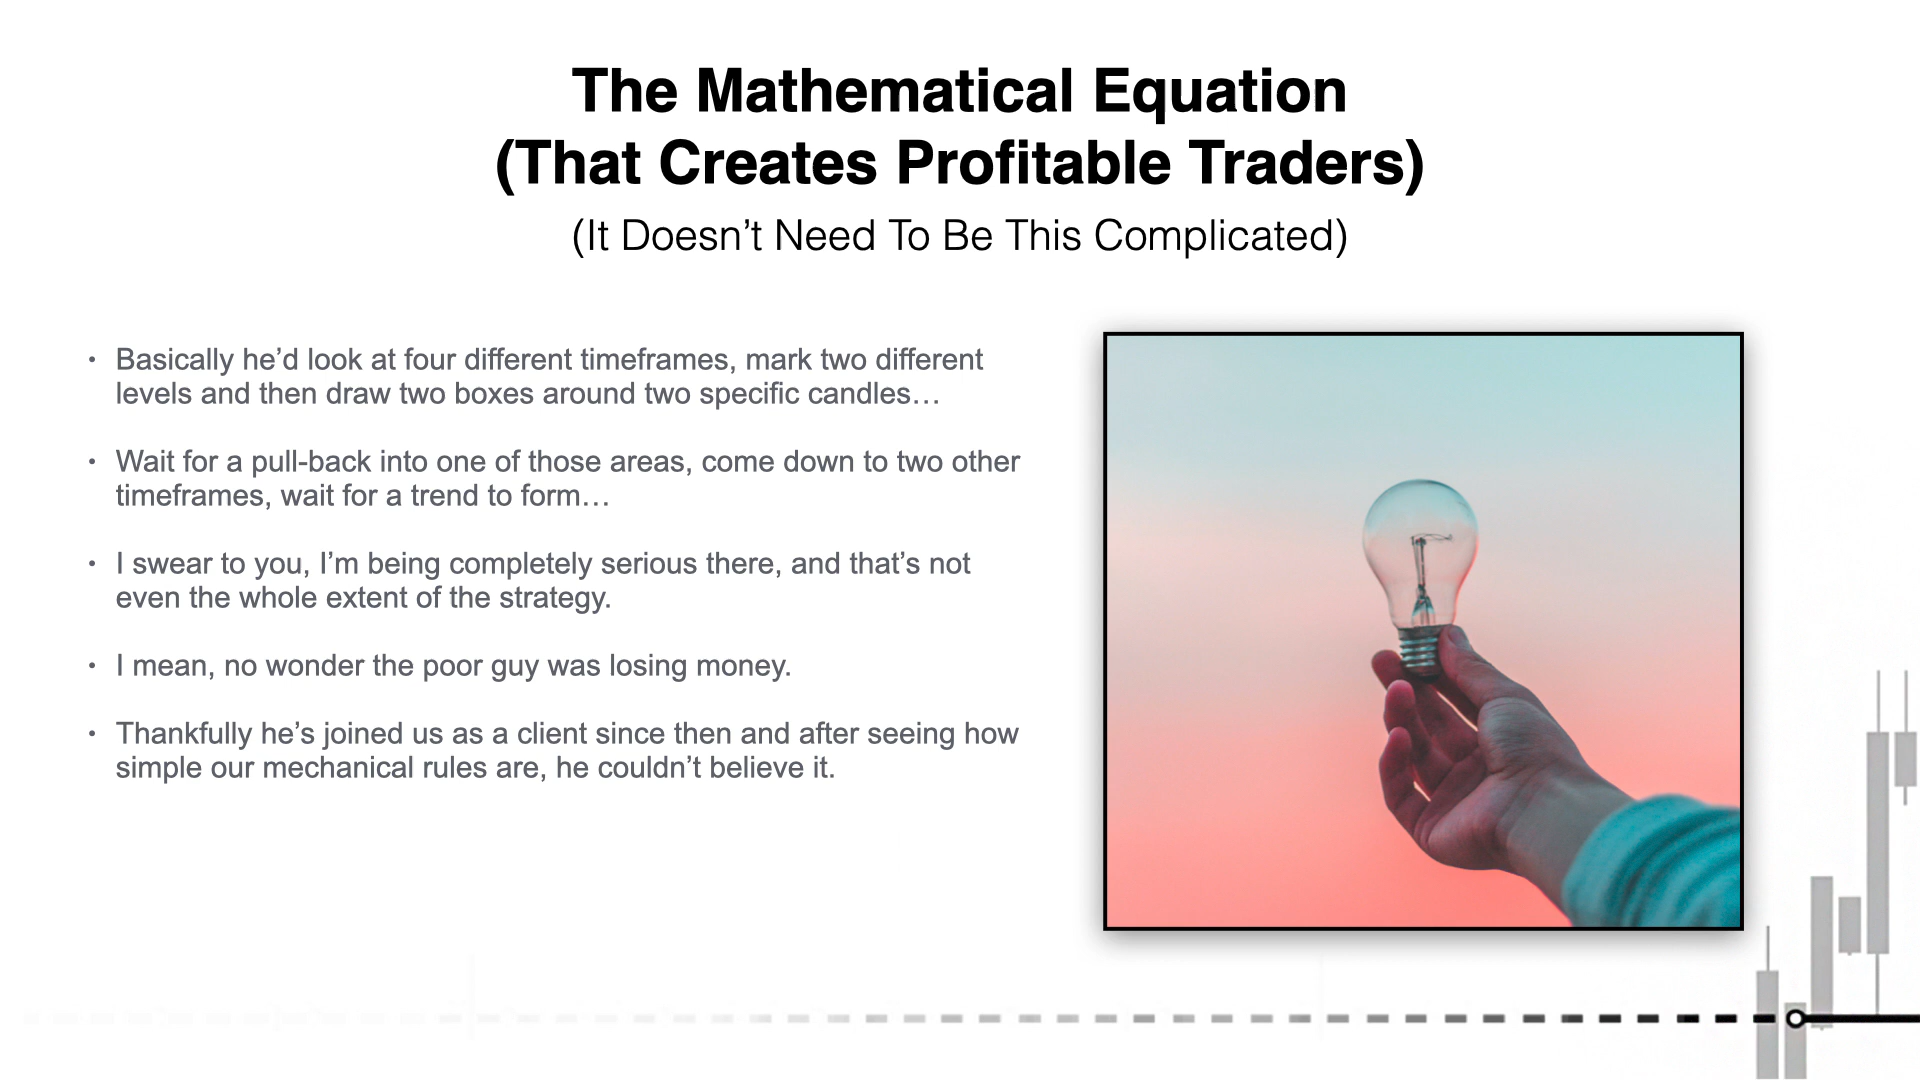 The Mathematical Equation
(That Creates Profitable Traders)
(It Doesn’t Need To Be This Complicated)
• Basically he’d look at four different timeframes, mark two different
levels and then draw two boxes around two specific candles…
• Wait for a pull-back into one of those areas, come down to two other
timeframes, wait for a trend to form…
• I swear to you, I’m being completely serious there, and that’s not
even the whole extent of the strategy.
• I mean, no wonder the poor guy was losing money.
• Thankfully he’s joined us as a client since then and after seeing how
simple our mechanical rules are, he couldn’t believe it.